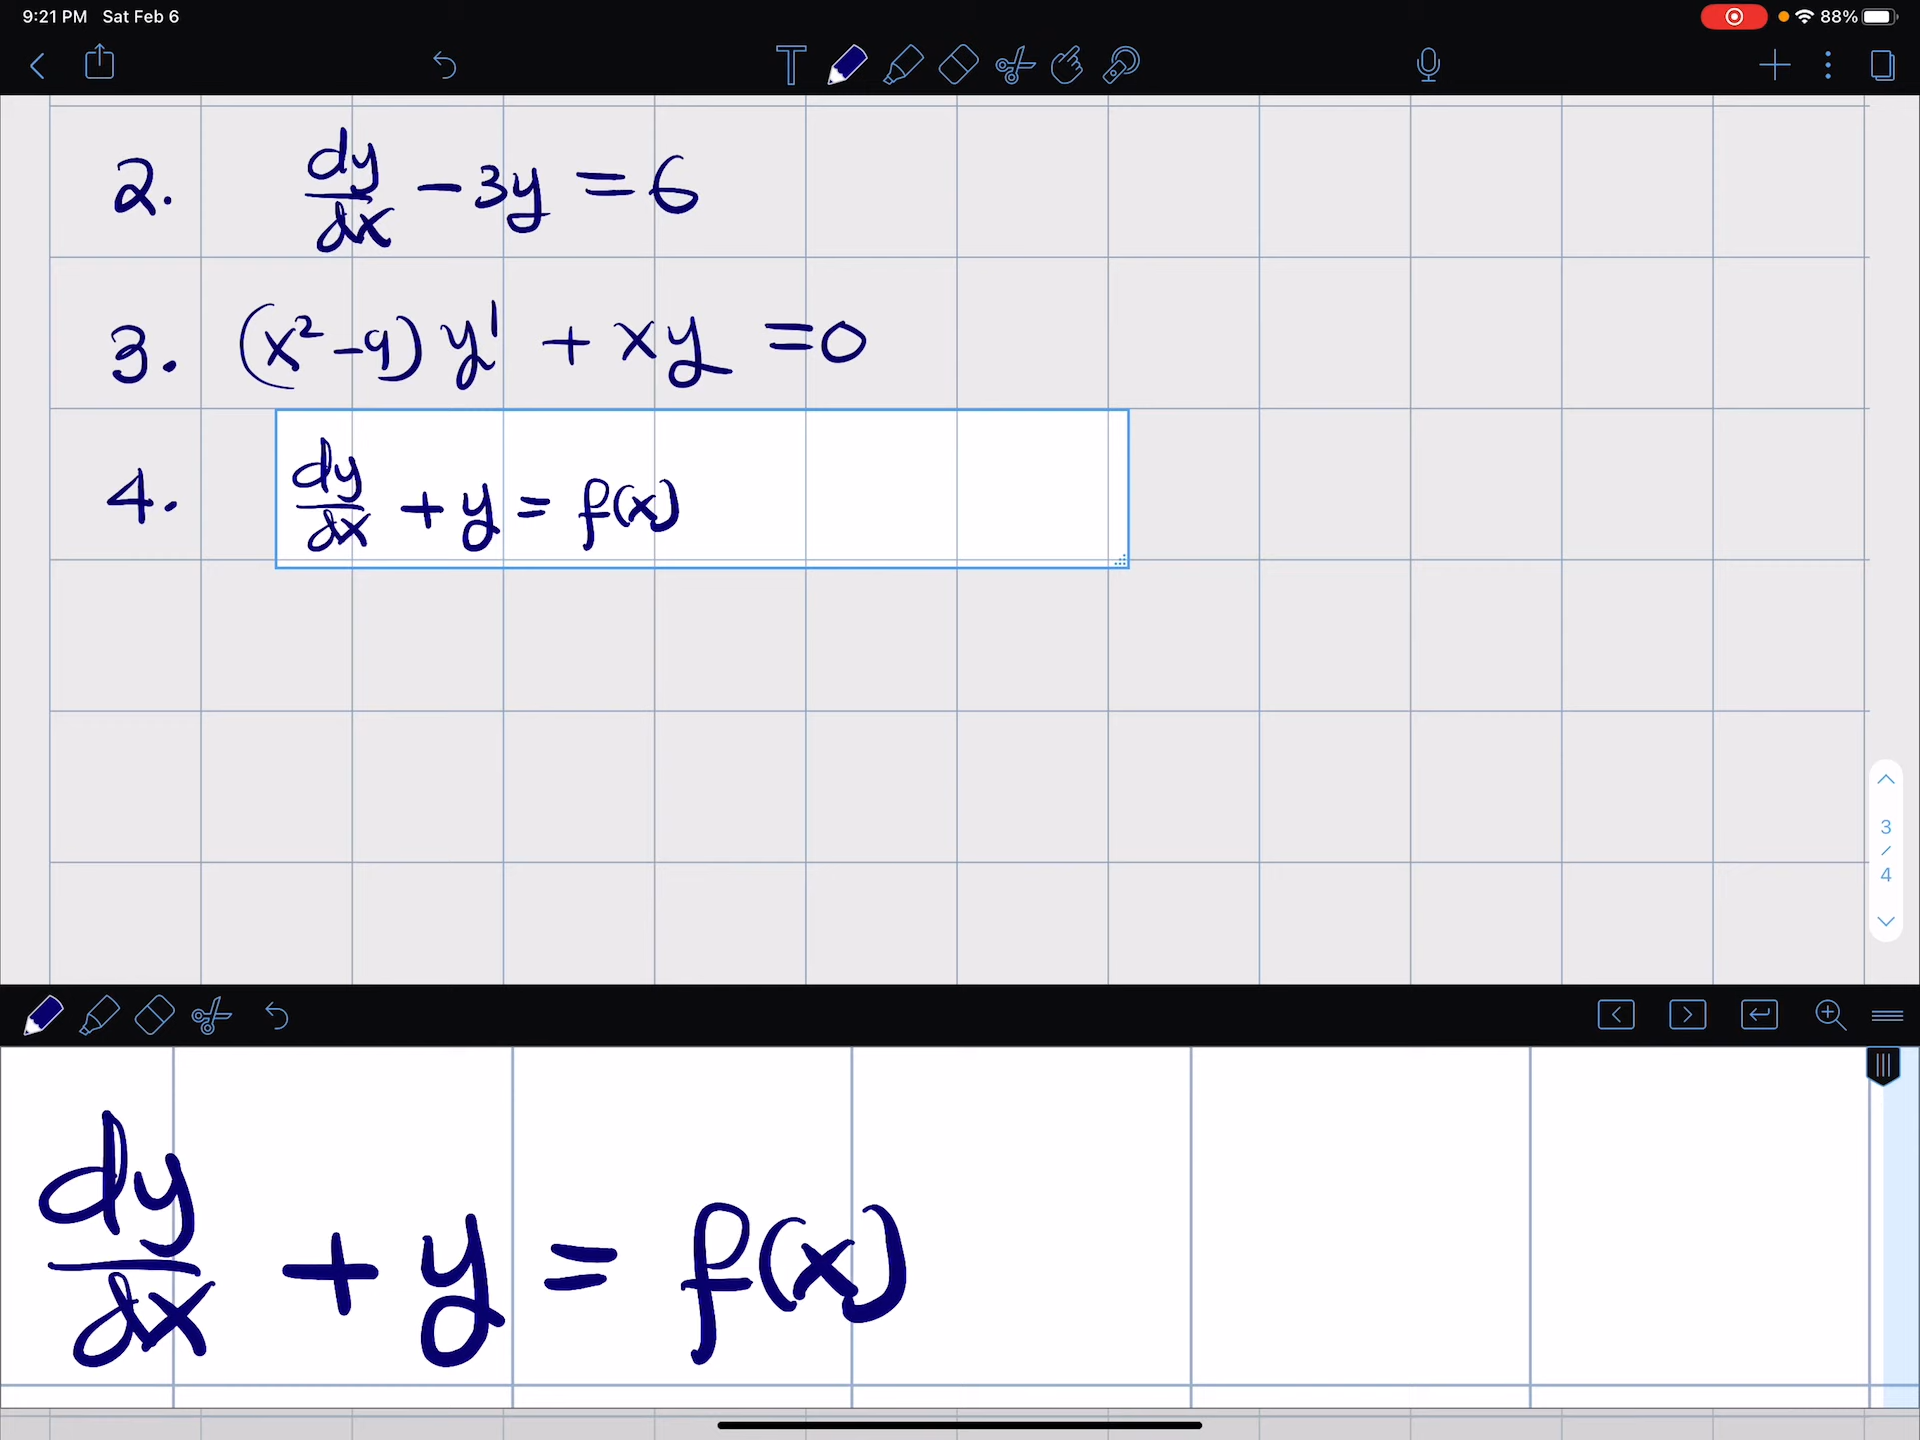 9:21 PM Sat Feb 6
88%
T
2. dy/dx - 3y = 6
3. (x² - 9) y' + xy = 0
4. dy/dx + y = f(x)
3
/
4
dy/dx + y = f(x)